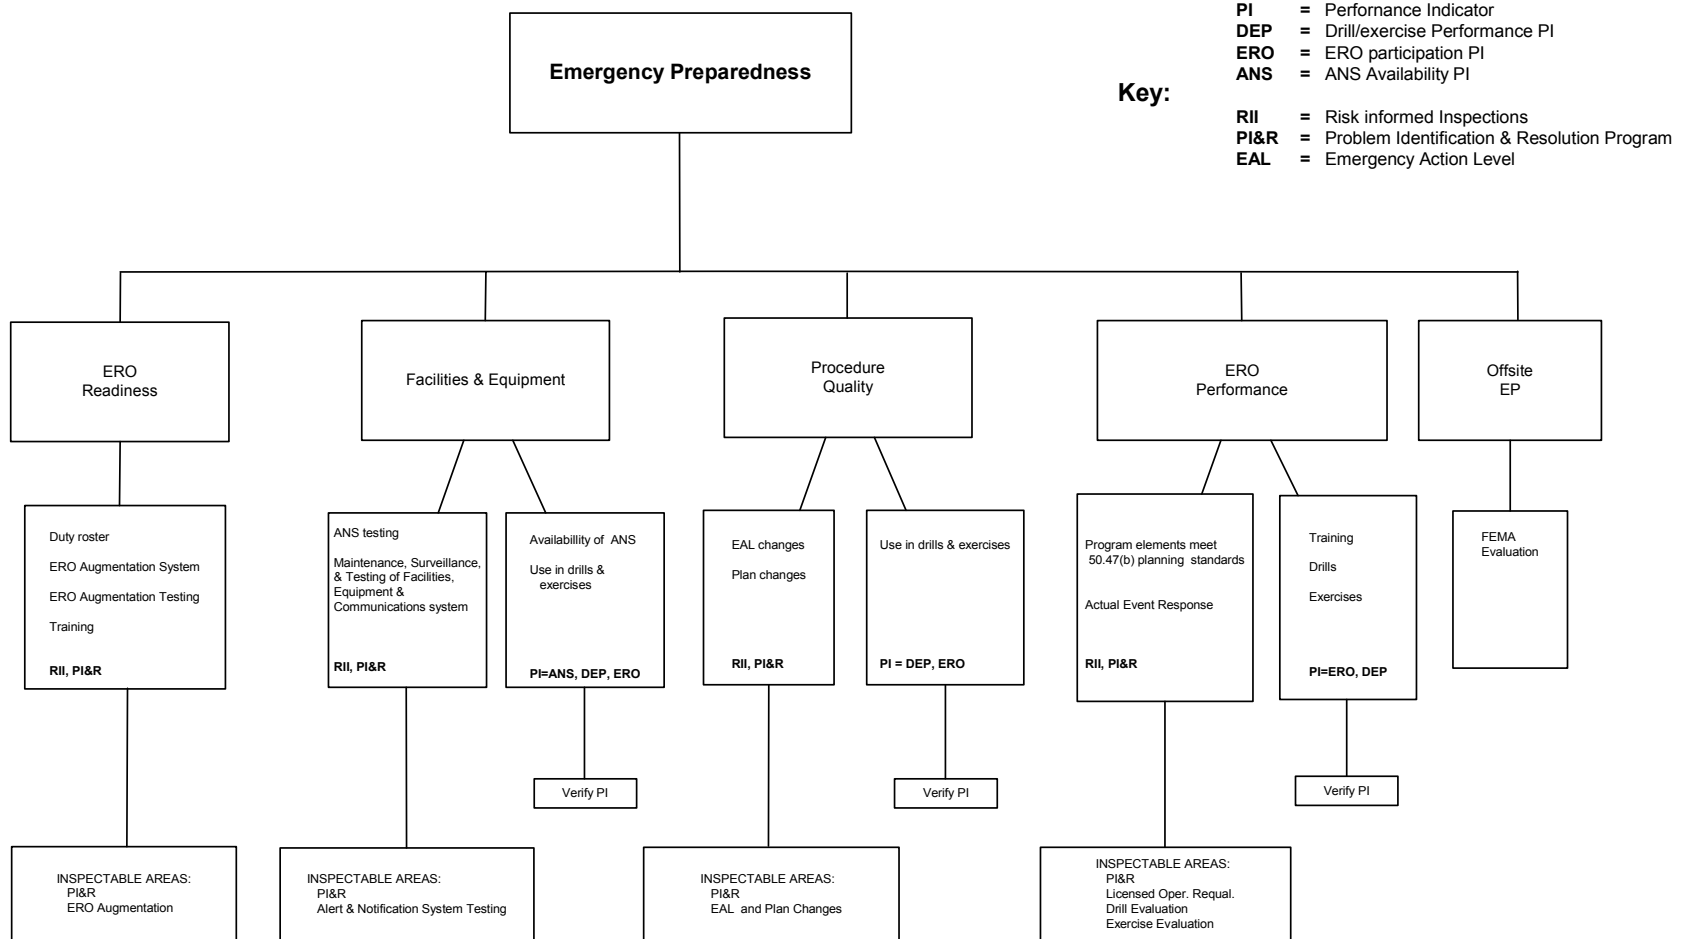 PI = Perfornance Indicator
DEP = Drill/exercise Performance PI
ERO = ERO participation PI
ANS = ANS Availability PI
Key:
RII = Risk informed Inspections
PI&R = Problem Identification & Resolution Program
EAL = Emergency Action Level
Emergency Preparedness
ERO
Readiness
Facilities & Equipment
Procedure
Quality
ERO
Performance
Offsite
EP
Duty roster
ERO Augmentation System
ERO Augmentation Testing
Training
RII, PI&R
ANS testing
Maintenance, Surveillance,
& Testing of Facilities,
Equipment &
Communications system
RII, PI&R
Availabillity of ANS
Use in drills &
exercises
PI=ANS, DEP, ERO
EAL changes
Plan changes
RII, PI&R
Use in drills & exercises
PI = DEP, ERO
Program elements meet
50.47(b) planning standards
Actual Event Response
RII, PI&R
Training
Drills
Exercises
PI=ERO, DEP
FEMA
Evaluation
Verify PI
Verify PI
Verify PI
INSPECTABLE AREAS:
PI&R
ERO Augmentation
INSPECTABLE AREAS:
PI&R
Alert & Notification System Testing
INSPECTABLE AREAS:
PI&R
EAL and Plan Changes
INSPECTABLE AREAS:
PI&R
Licensed Oper. Requal.
Drill Evaluation
Exercise Evaluation